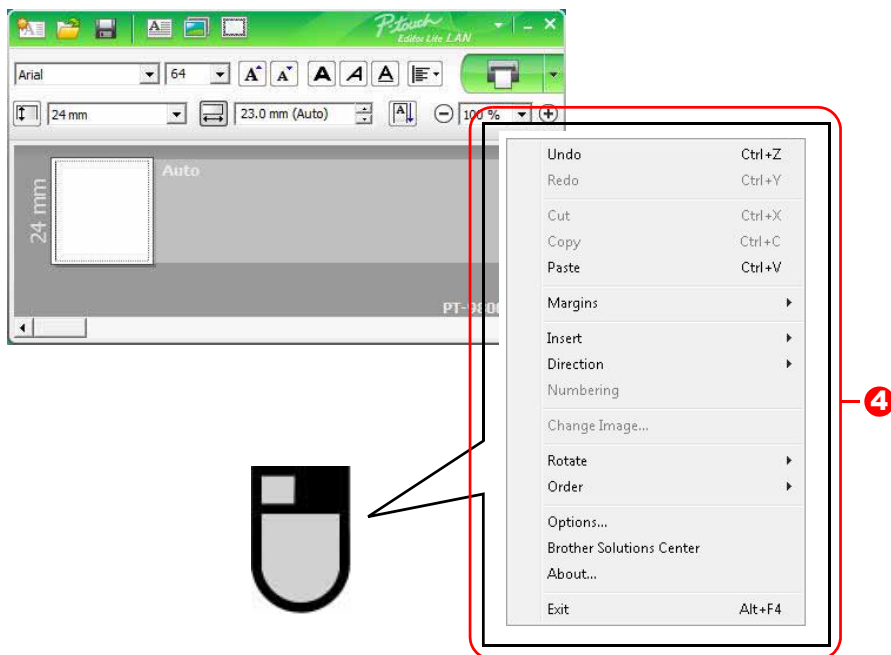 P-touch
Editor Lite LAN
Arial 64
24 mm 23.0 mm (Auto) 100 %
24 mm
Auto
Undo Ctrl+Z
Redo Ctrl+Y
Cut Ctrl+X
Copy Ctrl+C
Paste Ctrl+V
Margins
Insert
Direction
Numbering
Change Image...
Rotate
Order
Options...
Brother Solutions Center
About...
Exit Alt+F4
4